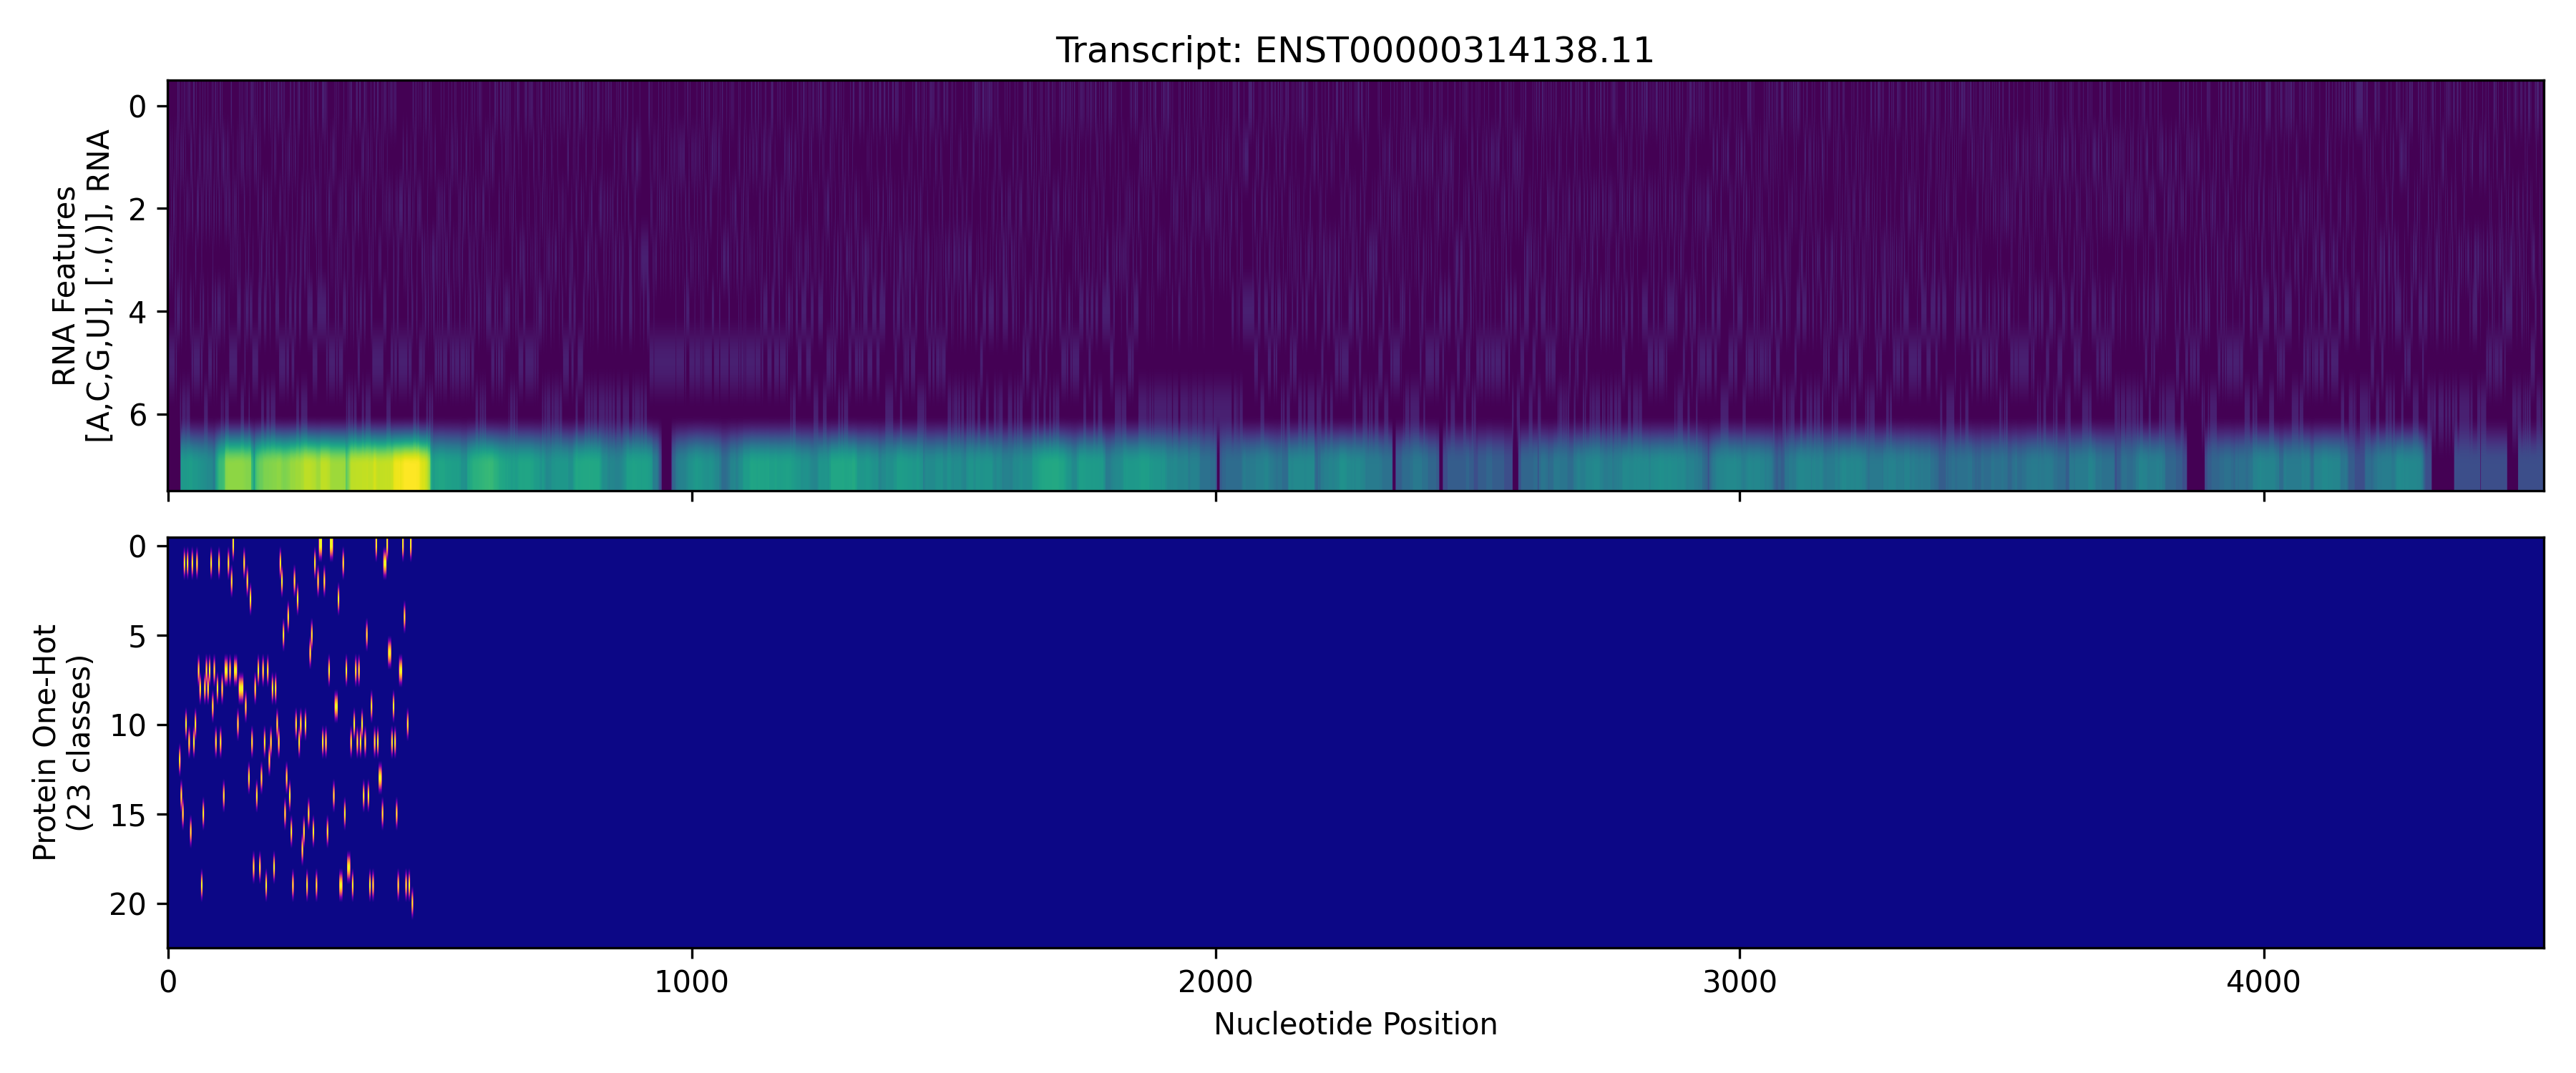 Transcript: ENST00000314138.11
RNA Features
[A,C,G,U], [.,(,)], RNA
0
2
4
6
Protein One-Hot
(23 classes)
0
5
10
15
20
0
1000
2000
3000
4000
Nucleotide Position